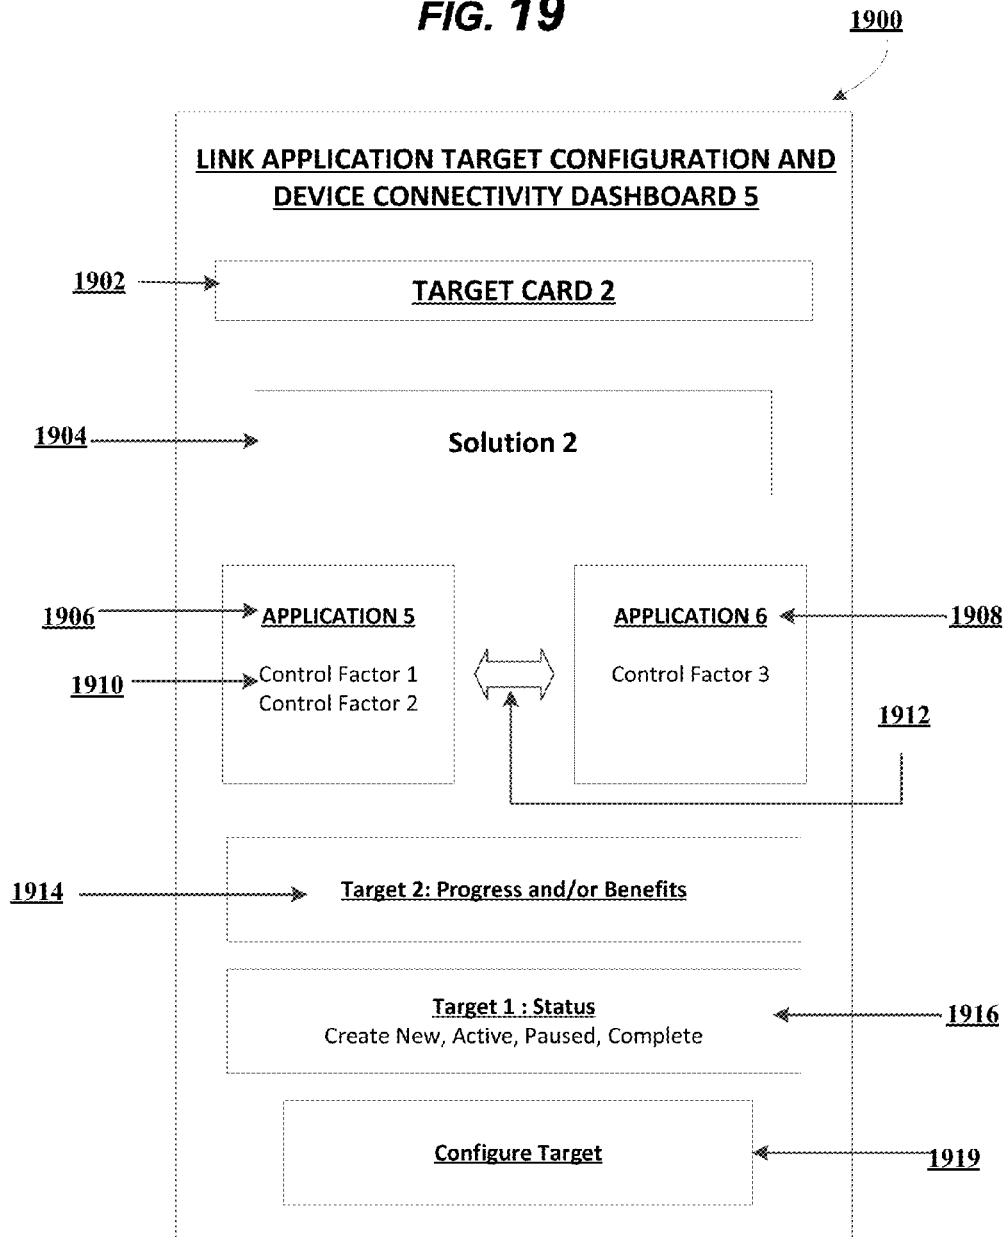 FIG. 19
1900
LINK APPLICATION TARGET CONFIGURATION AND
DEVICE CONNECTIVITY DASHBOARD 5
1902
TARGET CARD 2
1904
Solution 2
1906
APPLICATION 5
APPLICATION 6
1908
1910
Control Factor 1
Control Factor 2
Control Factor 3
1912
1914
Target 2: Progress and/or Benefits
Target 1 : Status
Create New, Active, Paused, Complete
1916
Configure Target
1919